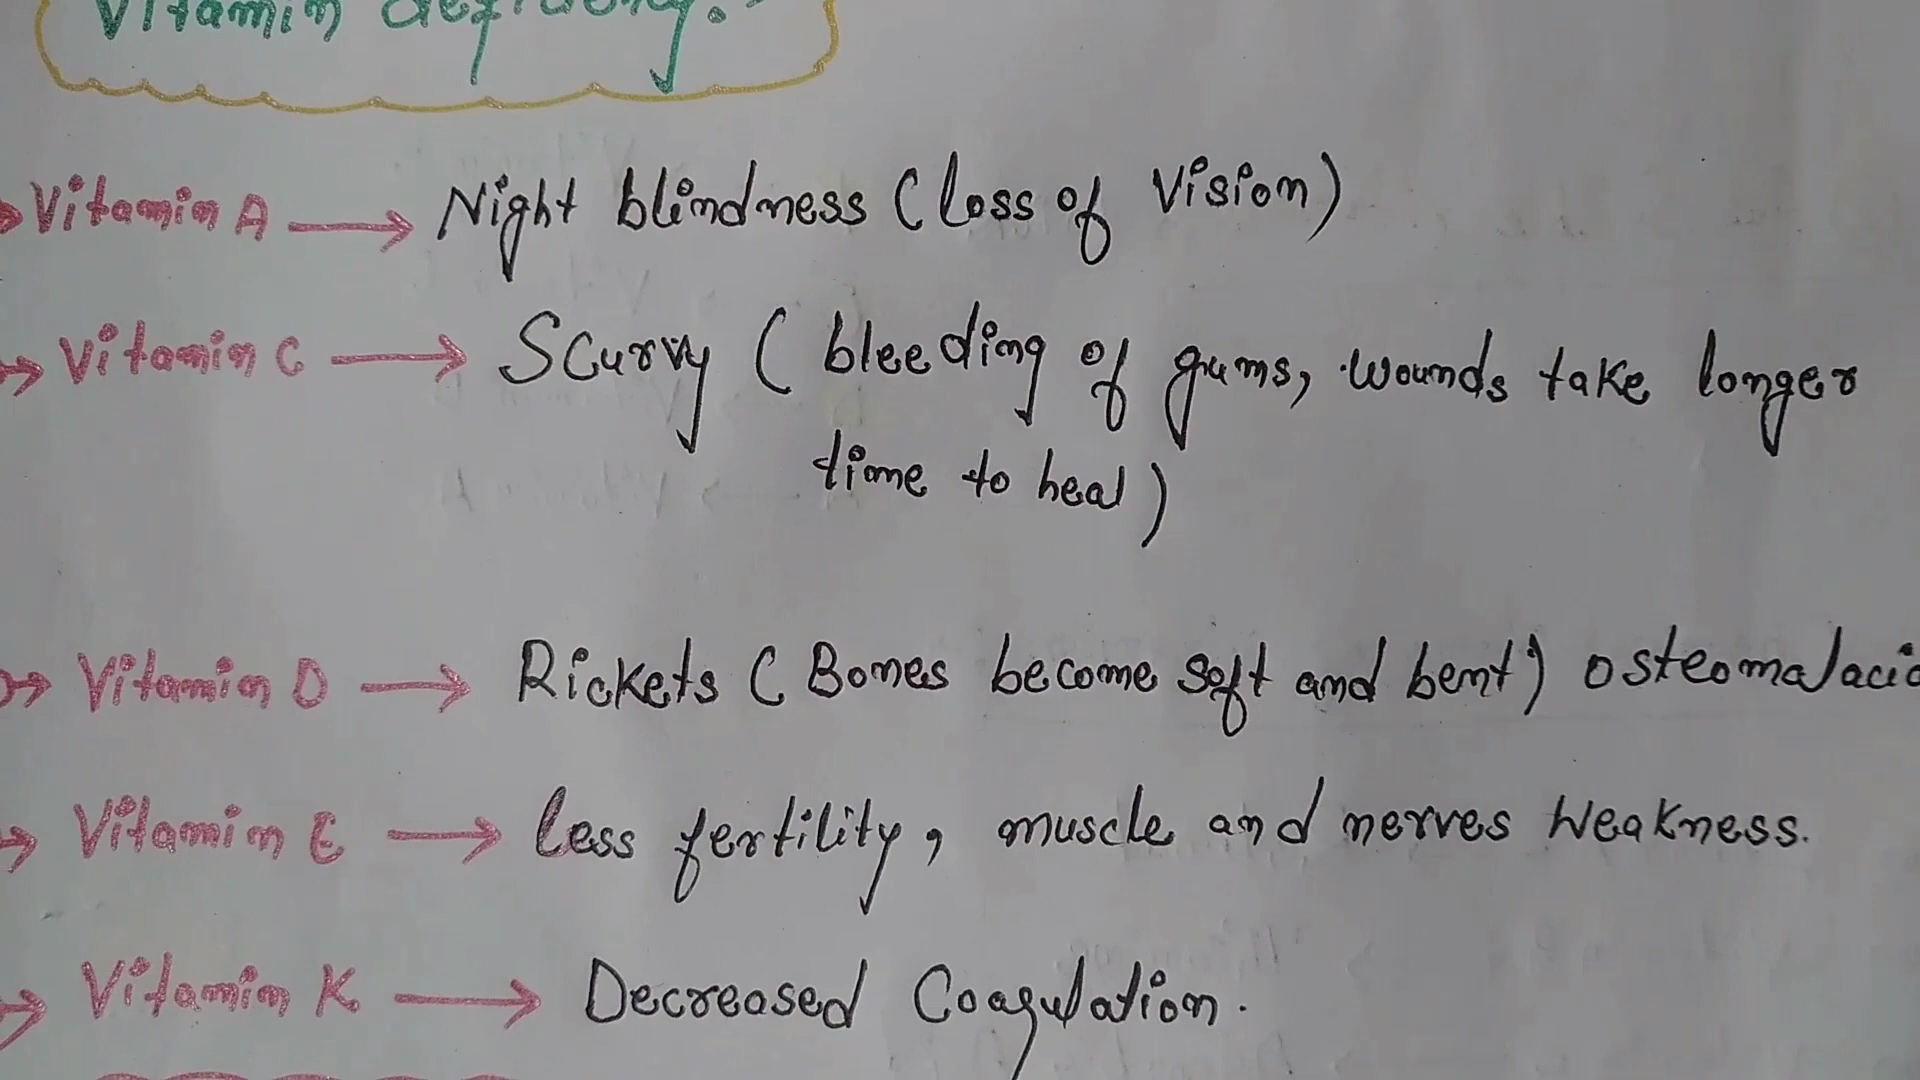 Vitamin deficiency:-
Vitamin A → Night blindness (loss of vision)
Vitamin C → Scurvy (bleeding of gums, wounds take longer
time to heal)
Vitamin D → Rickets (Bones become soft and bent) osteomalacia
Vitamin E → less fertility, muscle and nerves weakness.
Vitamin K → Decreased Coagulation.